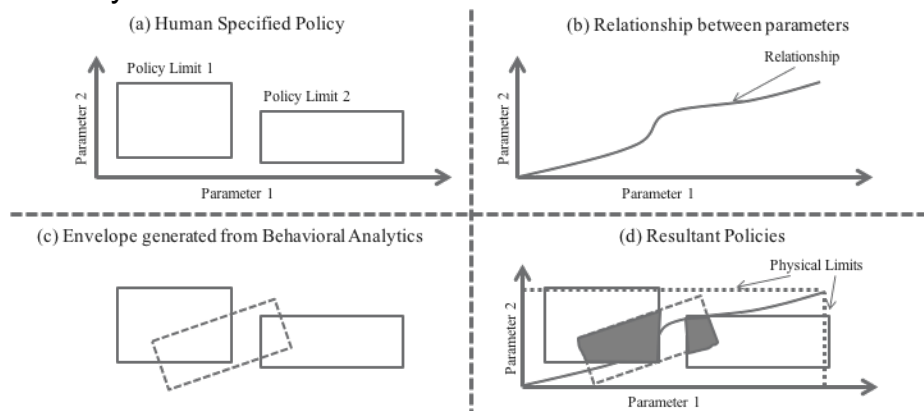 (a) Human Specified Policy
Policy Limit 1
Policy Limit 2
Parameter 2
Parameter 1
(b) Relationship between parameters
Relationship
Parameter 2
Parameter 1
(c) Envelope generated from Behavioral Analytics
(d) Resultant Policies
Physical Limits
Parameter 2
Parameter 1